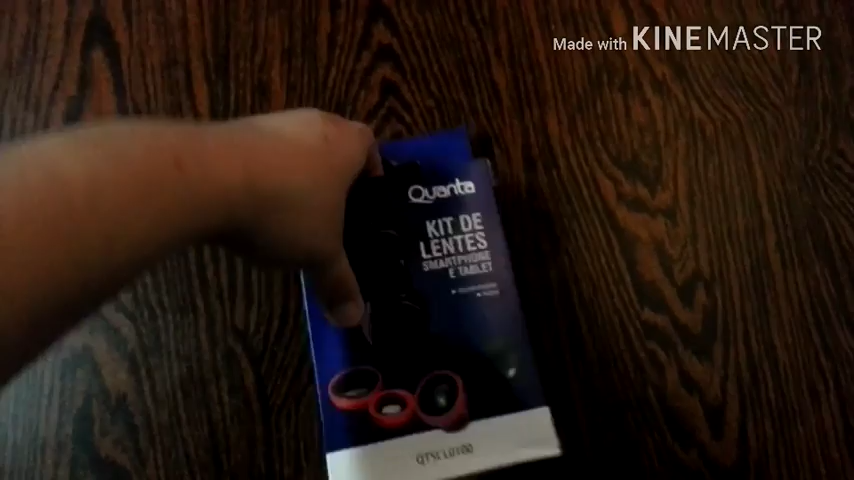 Made with KINEMASTER
Quanta
KIT DE
LENTES
SMARTPHONE
E TABLET